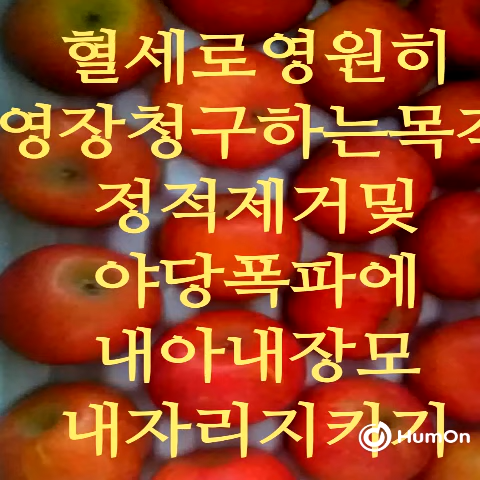 혈세로영원히
영장청구하는목적
정적제거및
야당폭파에
내아내장모
내자리지키기
HumOn